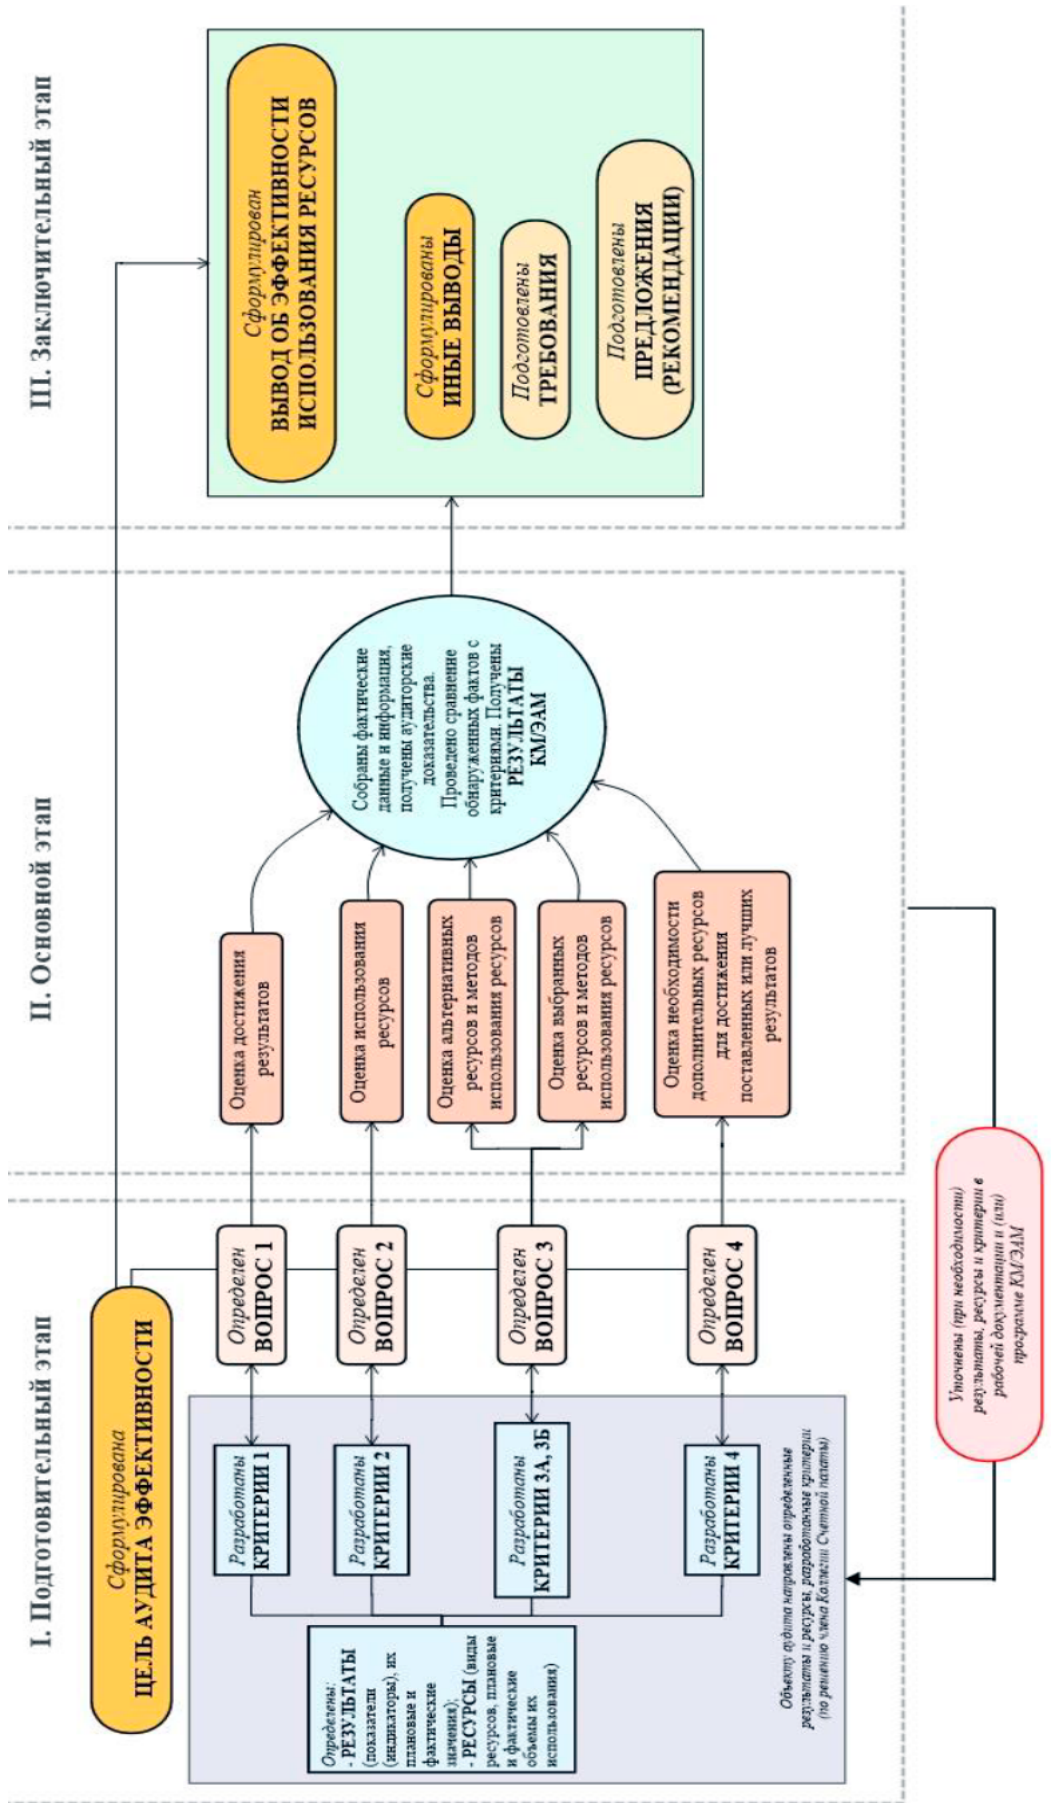 I. Подготовительный этап
Сформулирована
ЦЕЛЬ АУДИТА ЭФФЕКТИВНОСТИ
Определены:
- РЕЗУЛЬТАТЫ
(показатели
(индикаторы), их
плановые и
фактические
значения);
- РЕСУРСЫ (виды
ресурсов, плановые
и фактические
объемы их
использования)
Разработаны
КРИТЕРИИ 1
Разработаны
КРИТЕРИИ 2
Разработаны
КРИТЕРИИ 3А, 3Б
Разработаны
КРИТЕРИИ 4
Определен
ВОПРОС 1
Определен
ВОПРОС 2
Определен
ВОПРОС 3
Определен
ВОПРОС 4
Объекту аудита направлены определенные
результаты и ресурсы, разработанные критерии
(по решению члена Коллегии Счетной палаты)
II. Основной этап
Оценка достижения
результатов
Оценка использования
ресурсов
Оценка альтернативных
ресурсов и методов
использования ресурсов
Оценка выбранных
ресурсов и методов
использования ресурсов
Оценка необходимости
дополнительных ресурсов
для достижения
поставленных или лучших
результатов
Собраны фактические
данные и информация,
получены аудиторские
доказательства.
Проведено сравнение
обнаруженных фактов с
критериями. Получены
РЕЗУЛЬТАТЫ
КМ/ЭАМ
Уточнены (при необходимости)
результаты, ресурсы и критерии в
рабочей документации и (или)
программе КМ/ЭАМ
III. Заключительный этап
Сформулирован
ВЫВОД ОБ ЭФФЕКТИВНОСТИ
ИСПОЛЬЗОВАНИЯ РЕСУРСОВ
Сформулированы
ИНЫЕ ВЫВОДЫ
Подготовлены
ТРЕБОВАНИЯ
Подготовлены
ПРЕДЛОЖЕНИЯ
(РЕКОМЕНДАЦИИ)